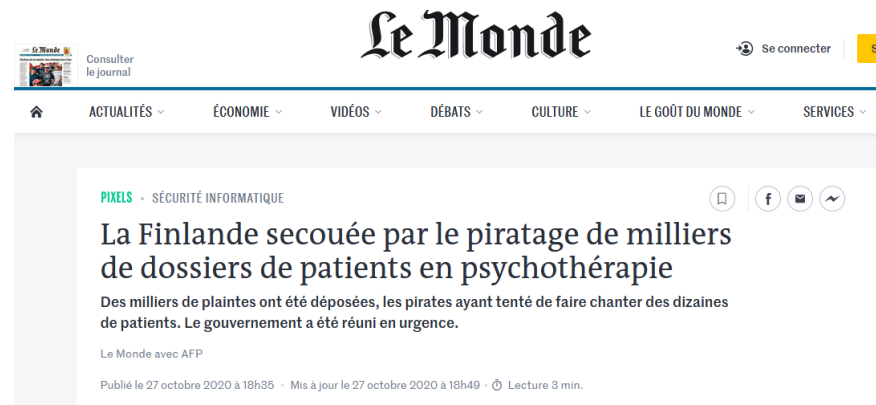 Le Monde
Consulter
le journal
Se connecter
S
ACTUALITÉS
ÉCONOMIE
VIDÉOS
DÉBATS
CULTURE
LE GOÛT DU MONDE
SERVICES
PIXELS • SÉCURITÉ INFORMATIQUE
La Finlande secouée par le piratage de milliers
de dossiers de patients en psychothérapie
Des milliers de plaintes ont été déposées, les pirates ayant tenté de faire chanter des dizaines
de patients. Le gouvernement a été réuni en urgence.
Le Monde avec AFP
Publié le 27 octobre 2020 à 18h35 • Mis à jour le 27 octobre 2020 à 18h49 • Lecture 3 min.